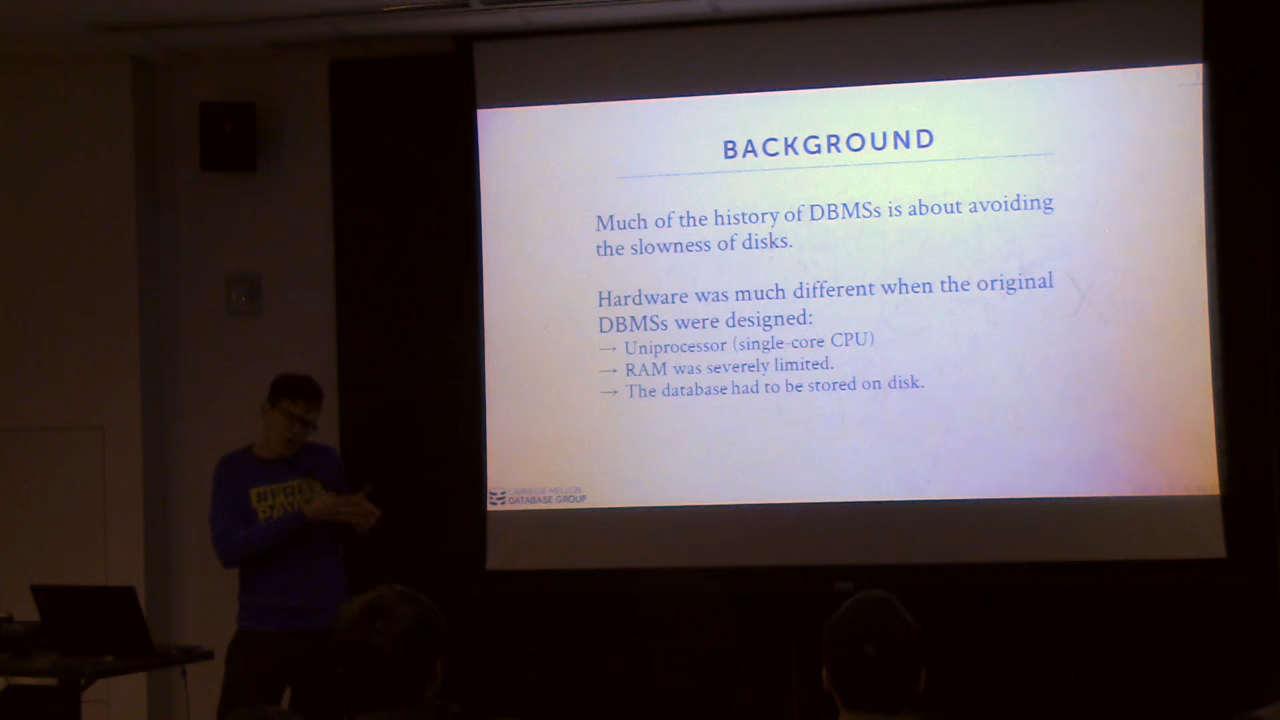 BACKGROUND
Much of the history of DBMSs is about avoiding
the slowness of disks.
Hardware was much different when the original
DBMSs were designed:
→ Uniprocessor (single-core CPU)
→ RAM was severely limited.
→ The database had to be stored on disk.
CARNEGIE MELLON
DATABASE GROUP
#FREE